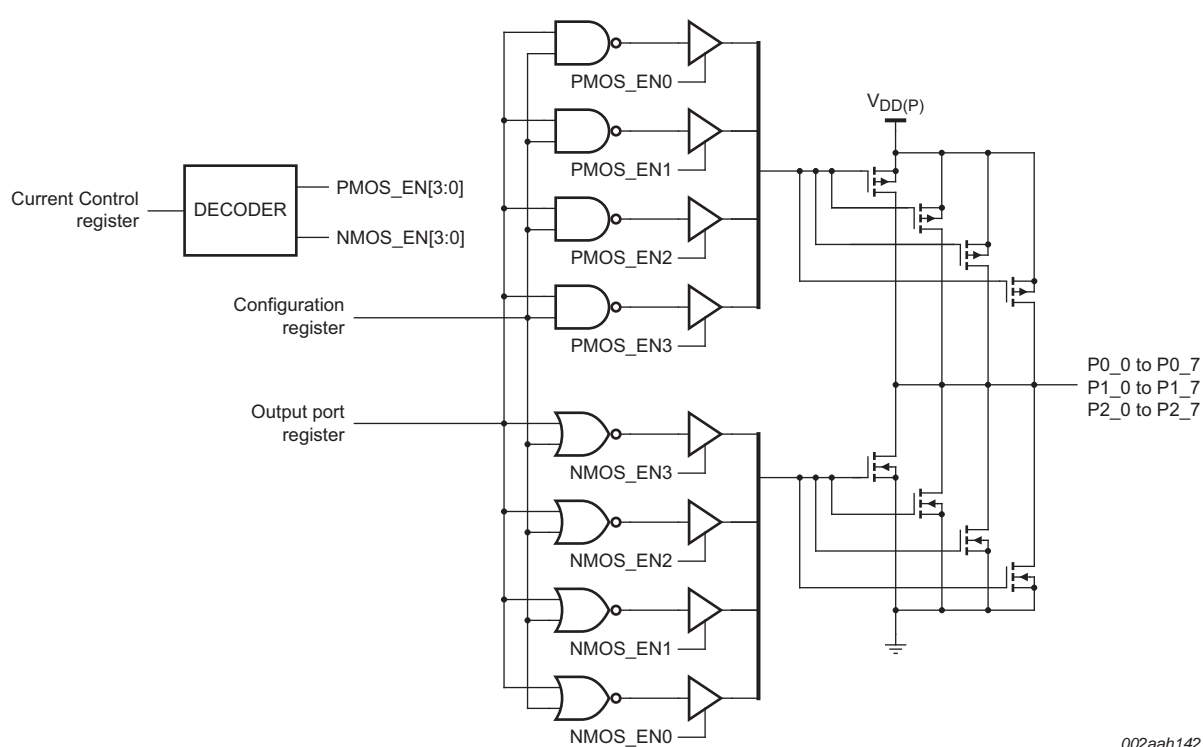 PMOS_EN0
V_DD(P)
PMOS_EN1
Current Control
register
DECODER
PMOS_EN[3:0]
NMOS_EN[3:0]
PMOS_EN2
Configuration
register
PMOS_EN3
P0_0 to P0_7
P1_0 to P1_7
P2_0 to P2_7
Output port
register
NMOS_EN3
NMOS_EN2
NMOS_EN1
NMOS_EN0
002aah142